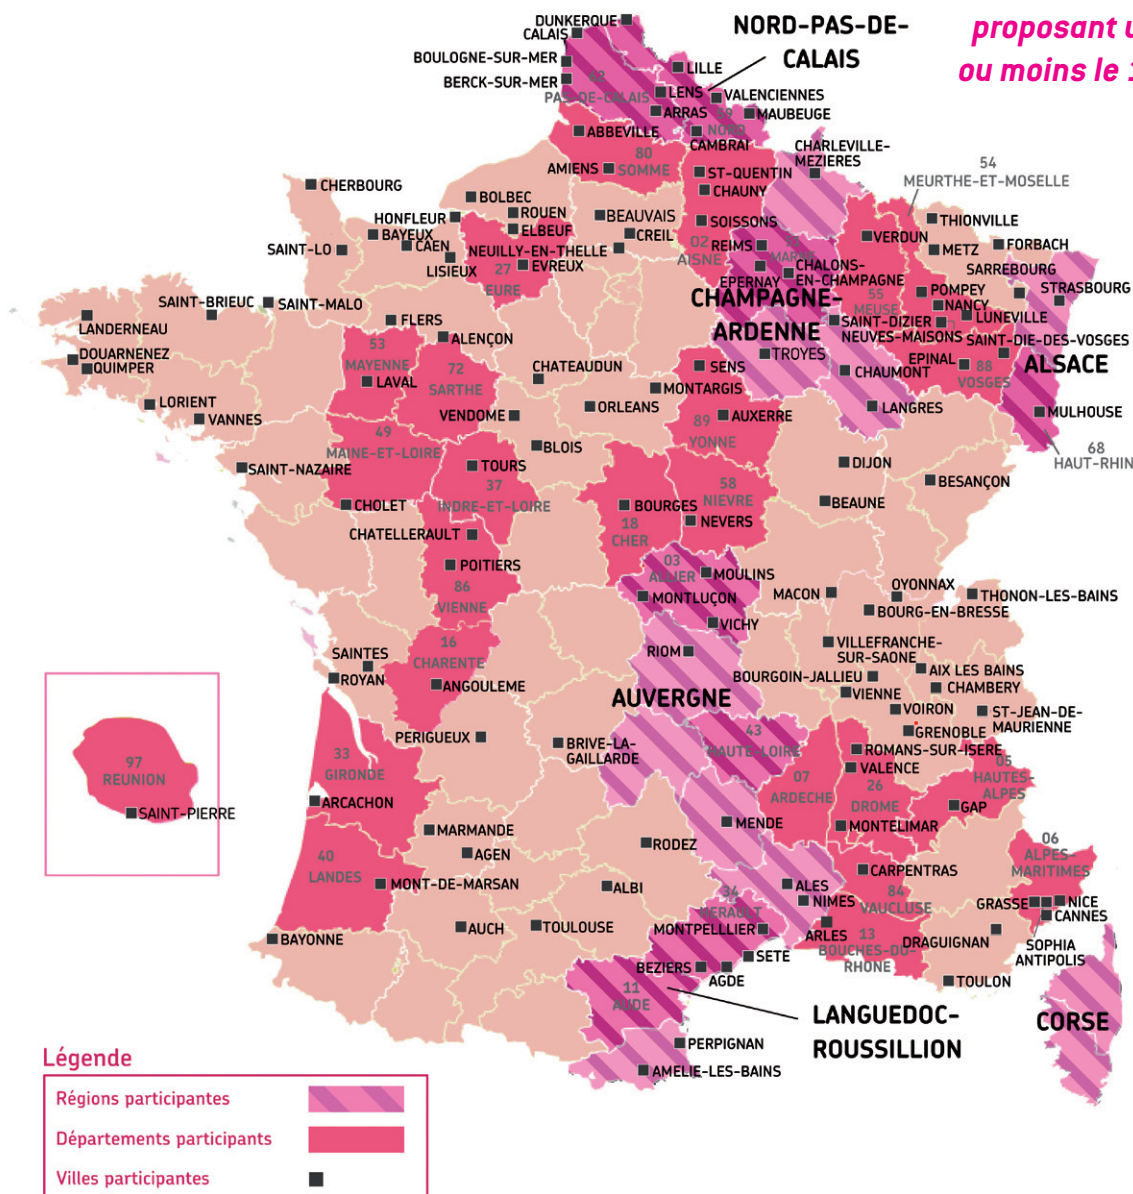 proposant u
ou moins le 1
DUNKERQUE
CALAIS
NORD-PAS-DE-
CALAIS
BOULOGNE-SUR-MER
BERCK-SUR-MER
62
PAS-DE-CALAIS
LILLE
LENS
VALENCIENNES
ARRAS
59
NORD
MAUBEUGE
CAMBRAI
ABBEVILLE
AMIENS
80
SOMME
CHARLEVILLE-
MEZIERES
54
MEURTHE-ET-MOSELLE
ST-QUENTIN
CHAUNY
CHERBOURG
BOLBEC
ROUEN
BEAUVAIS
SOISSONS
HONFLEUR
ELBEUF
CREIL
BAYEUX
CAEN
NEUILLY-EN-THELLE
SAINT-LO
LISIEUX
27
EURE
EVREUX
02
AISNE
REIMS
51
MARNE
EPERNAY
CHALONS-
EN-CHAMPAGNE
VERDUN
THIONVILLE
METZ
FORBACH
SARREBOURG
STRASBOURG
CHAMPAGNE-
ARDENNE
55
MEUSE
POMPEY
NANCY
LUNEVILLE
SAINT-DIZIER
NEUVES-MAISONS
SAINT-DIE-DES-VOSGES
SAINT-BRIEUC
SAINT-MALO
LANDERNEAU
FLERS
ALENÇON
DOUARNENEZ
QUIMPER
53
MAYENNE
LAVAL
72
SARTHE
CHATEAUDUN
SENS
TROYES
CHAUMONT
EPINAL
88
VOSGES
ALSACE
MONTARGIS
LORIENT
VANNES
VENDOME
ORLEANS
AUXERRE
89
YONNE
LANGRES
MULHOUSE
68
HAUT-RHIN
49
MAINE-ET-LOIRE
BLOIS
SAINT-NAZAIRE
TOURS
37
INDRE-ET-LOIRE
DIJON
BESANÇON
58
NIEVRE
BEAUNE
CHOLET
BOURGES
NEVERS
18
CHER
CHATELLERAULT
POITIERS
86
VIENNE
03
ALLIER
MOULINS
MONTLUÇON
VICHY
MACON
OYONNAX
THONON-LES-BAINS
BOURG-EN-BRESSE
16
CHARENTE
SAINTES
ROYAN
ANGOULEME
RIOM
VILLEFRANCHE-
SUR-SAONE
AIX LES BAINS
BOURGOIN-JALLIEU
CHAMBERY
AUVERGNE
VIENNE
VOIRON
ST-JEAN-DE-
MAURIENNE
GRENOBLE
PERIGUEUX
BRIVE-LA-
GAILLARDE
43
HAUTE-LOIRE
ROMANS-SUR-ISERE
VALENCE
05
HAUTES-
ALPES
97
REUNION
SAINT-PIERRE
33
GIRONDE
ARCACHON
07
ARDECHE
26
DROME
GAP
MONTELIMAR
MARMANDE
MENDE
AGEN
RODEZ
06
ALPES-
MARITIMES
40
LANDES
MONT-DE-MARSAN
ALBI
ALES
CARPENTRAS
84
VAUCLUSE
NIMES
34
HERAULT
GRASSE
NICE
CANNES
AUCH
TOULOUSE
MONTPELLLIER
ARLES
13
BOUCHES-DU-
RHONE
DRAGUIGNAN
SOPHIA
ANTIPOLIS
BAYONNE
SETE
BEZIERS
AGDE
TOULON
11
AUDE
LANGUEDOC-
ROUSSILLION
CORSE
PERPIGNAN
AMELIE-LES-BAINS
Légende
Régions participantes
Départements participants
Villes participantes